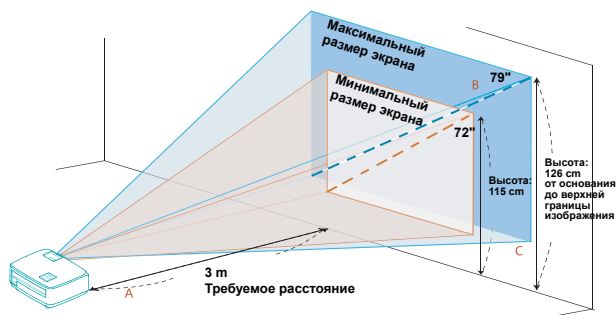 Максимальный
размер экрана
B
79"
Минимальный
размер экрана
72"
Высота:
115 cm
Высота:
126 cm
от основания
до верхней
границы
изображения
C
3 m
A
Требуемое расстояние